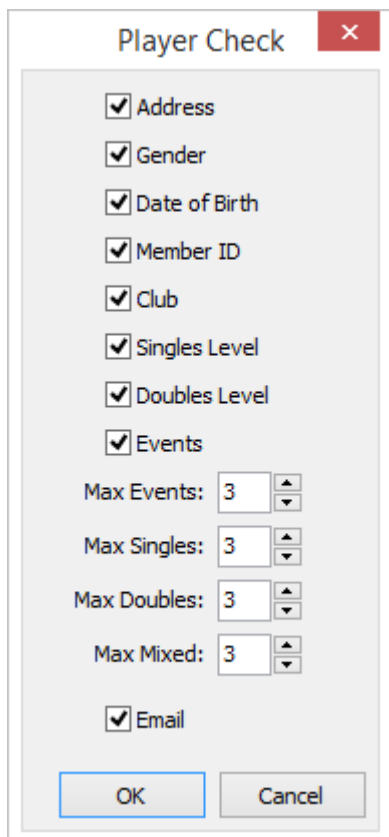 Player Check
Address
Gender
Date of Birth
Member ID
Club
Singles Level
Doubles Level
Events
Max Events: 3
Max Singles: 3
Max Doubles: 3
Max Mixed: 3
Email
OK Cancel